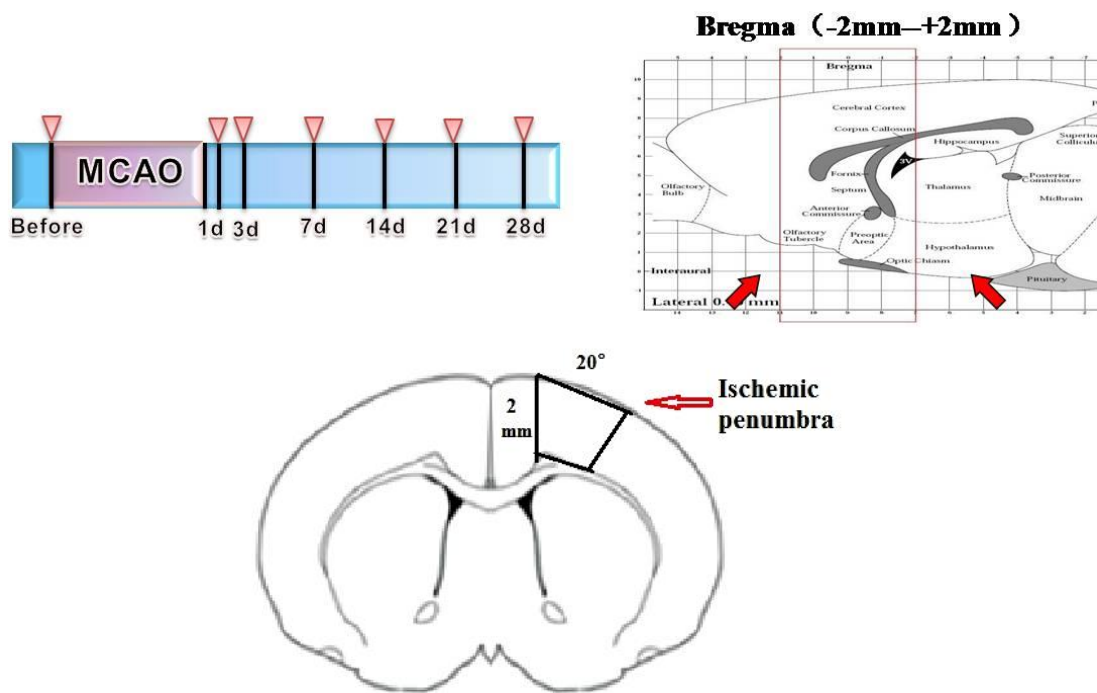 MCAO
Before
1d
3d
7d
14d
21d
28d
Bregma（-2mm—+2mm）
Bregma
Cerebral Cortex
Corpus Callosum
Hippocampus
Superior
Colliculu
3V
Fornix
Septum
Thalamus
Posterior
Commissure
Olfactory
Bulb
Midbrain
Anterior
Commissure
Olfactory
Tubercle
Preoptic
Area
Hypothalamus
Optic Chiasm
Interaural
Pituitary
Lateral 0. mm
20°
2
mm
Ischemic
penumbra